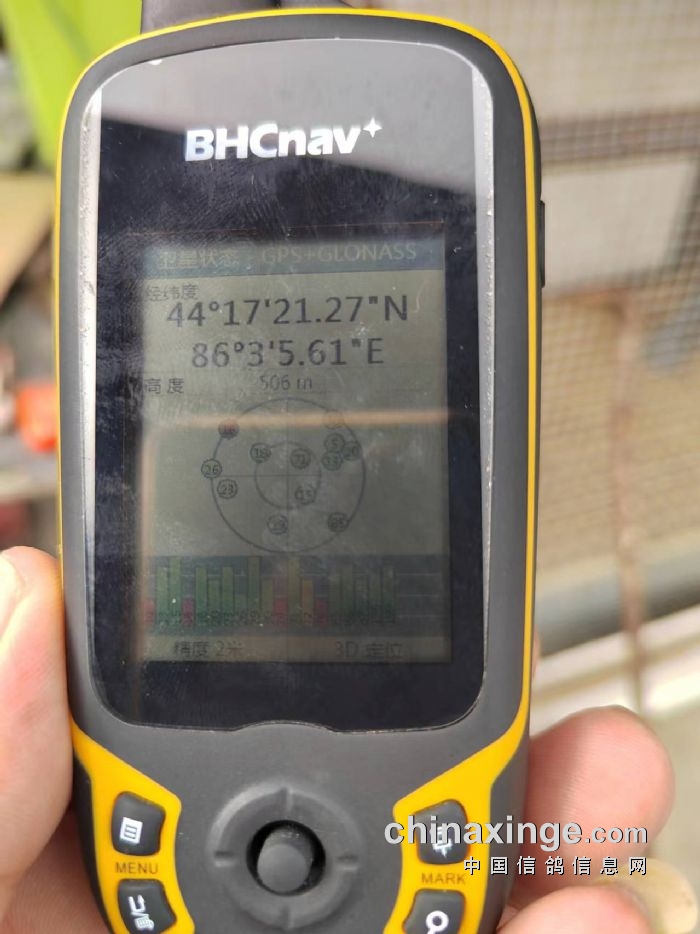 BHCnav
卫星状态：GPS+GLONASS
经纬度
44°17'21.27"N
86°3'5.61"E
高度 506 m
26
23
精度 2米 3D 定位
MENU
MARK
chinaxinge.com
中国信鸽信息网